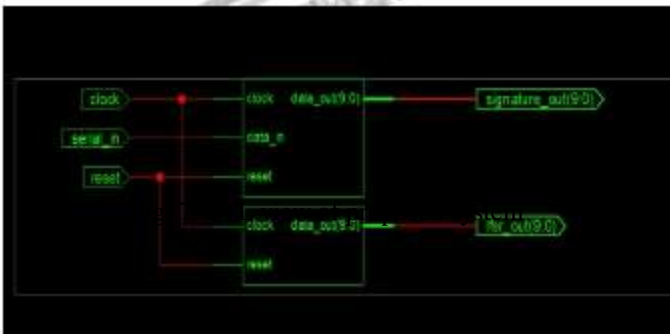 clock
serial_in
reset
clock data_out(9:0)
data_in
reset
clock data_out(9:0)
reset
signature_out(9:0)
lfsr_out(9:0)